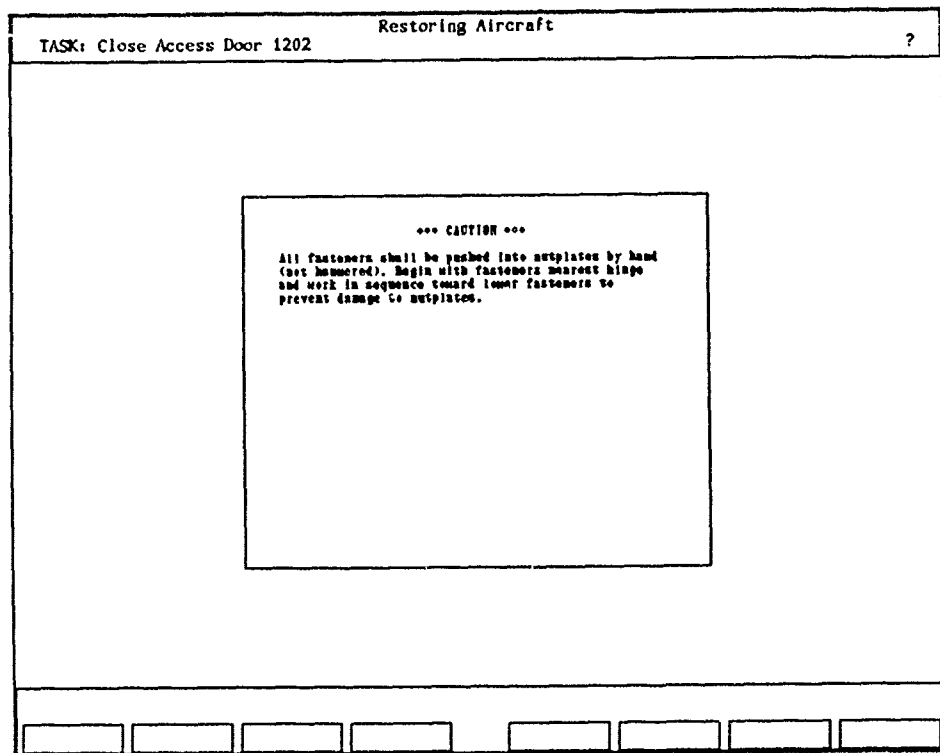 Restoring Aircraft
TASK: Close Access Door 1202 ?
*** CAUTION ***
All fasteners shall be pushed into nutplates by hand
(not hammered). Begin with fasteners nearest hinge
and work in sequence toward lower fasteners to
prevent damage to nutplates.